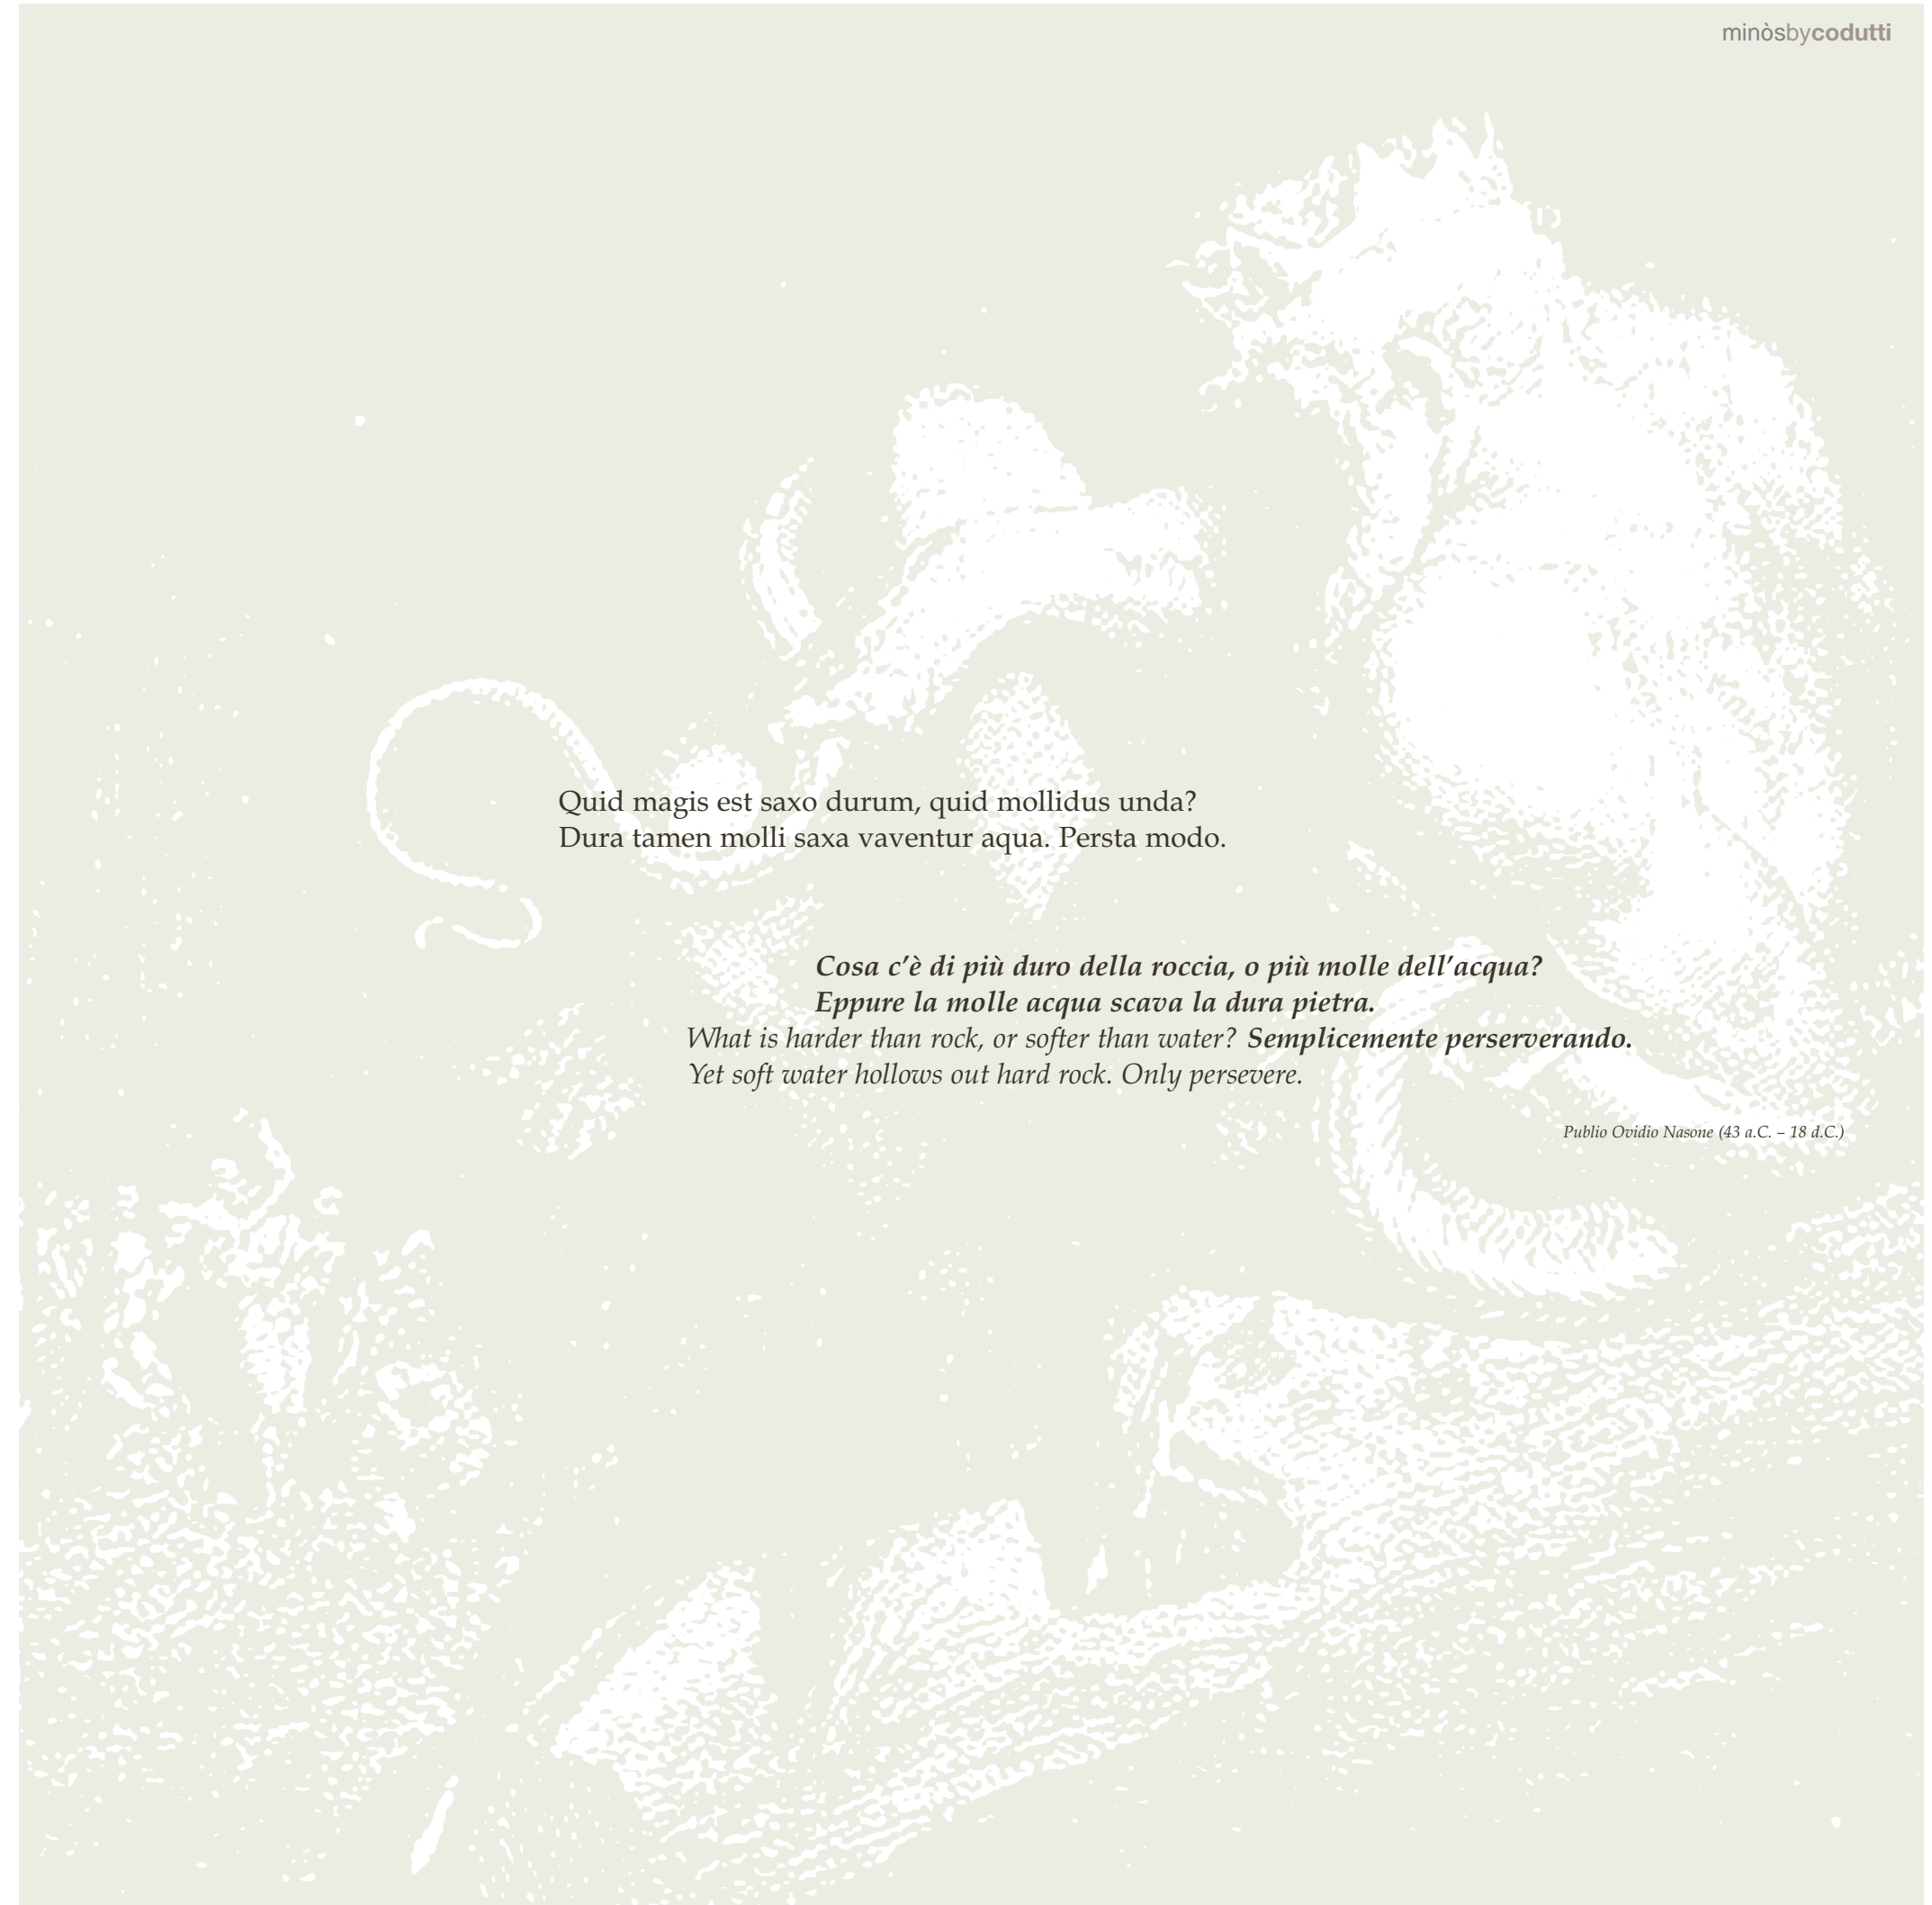 minòsbycodutti
Quid magis est saxo durum, quid mollidus unda?
Dura tamen molli saxa vaventur aqua. Persta modo.
Cosa c'è di più duro della roccia, o più molle dell'acqua?
Eppure la molle acqua scava la dura pietra.
What is harder than rock, or softer than water? Semplicemente perserverando.
Yet soft water hollows out hard rock. Only persevere.
Publio Ovidio Nasone (43 a.C. – 18 d.C.)